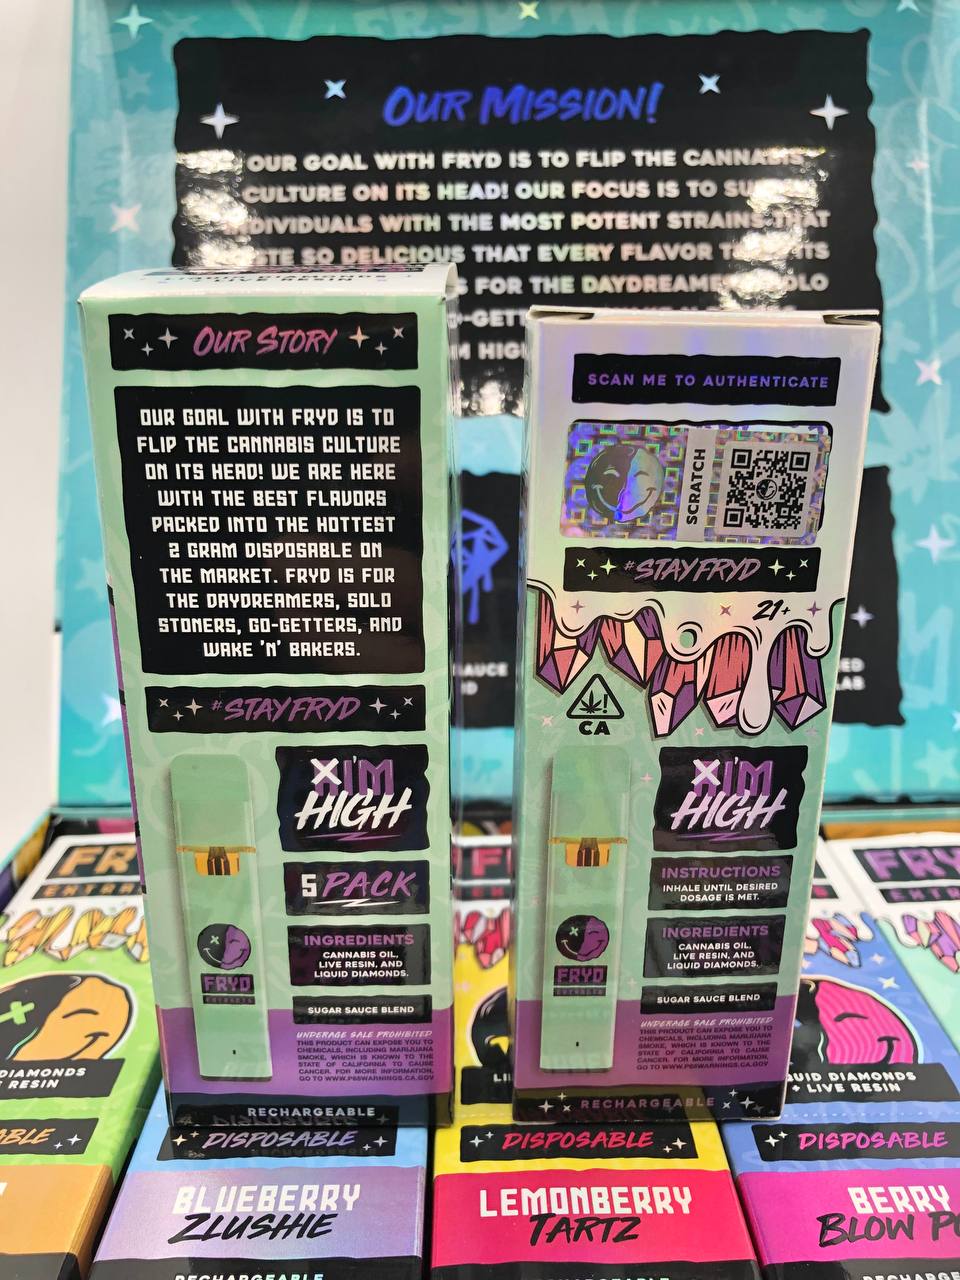 OUR MISSION!
OUR GOAL WITH FRYD IS TO FLIP THE CANNABIS
CULTURE ON ITS HEAD! OUR FOCUS IS TO
INDIVIDUALS WITH THE MOST POTENT STRAINS THAT
SO DELICIOUS THAT EVERY FLAVOR
FOR THE
LIQUID DIAMONDS
+ LIVE RESIN
OUR STORY
OUR GOAL WITH FRYD IS TO
FLIP THE CANNABIS CULTURE
ON ITS HEAD! WE ARE HERE
WITH THE BEST FLAVORS
PACKED INTO THE HOTTEST
2 GRAM DISPOSABLE ON
THE MARKET. FRYD IS FOR
THE DAYDREAMERS, SOLO
STONERS, GO-GETTERS, AND
WAKE 'N' BAKERS.
#STAYFRYD
X I'M
HIGH
5 PACK
INGREDIENTS
CANNABIS OIL,
LIVE RESIN, AND
LIQUID DIAMONDS.
SUGAR SAUCE BLEND
FRYD
EXTRACTS
UNDERAGE SALE PROHIBITED
THIS PRODUCT CAN EXPOSE YOU TO
CHEMICALS, INCLUDING MARIJUANA
SMOKE, WHICH IS KNOWN TO THE
STATE OF CALIFORNIA TO CAUSE
CANCER. FOR MORE INFORMATION,
GO TO WWW.P65WARNINGS.CA.GOV
RECHARGEABLE
SCAN ME TO AUTHENTICATE
SCRATCH
#STAYFRYD
21+
CA
X I'M
HIGH
INSTRUCTIONS
INHALE UNTIL DESIRED
DOSAGE IS MET.
INGREDIENTS
CANNABIS OIL,
LIVE RESIN, AND
LIQUID DIAMONDS.
SUGAR SAUCE BLEND
FRYD
EXTRACTS
UNDERAGE SALE PROHIBITED
THIS PRODUCT CAN EXPOSE YOU TO
CHEMICALS, INCLUDING MARIJUANA
SMOKE, WHICH IS KNOWN TO THE
STATE OF CALIFORNIA TO CAUSE
CANCER. FOR MORE INFORMATION,
GO TO WWW.P65WARNINGS.CA.GOV
RECHARGEABLE
DIAMONDS
RESIN
DIAMONDS
+ LIVE RESIN
DISPOSABLE
BLUEBERRY
ZLUSHIE
RECHARGEABLE
DISPOSABLE
LEMONBERRY
TARTZ
DISPOSABLE
BERRY
BLOW